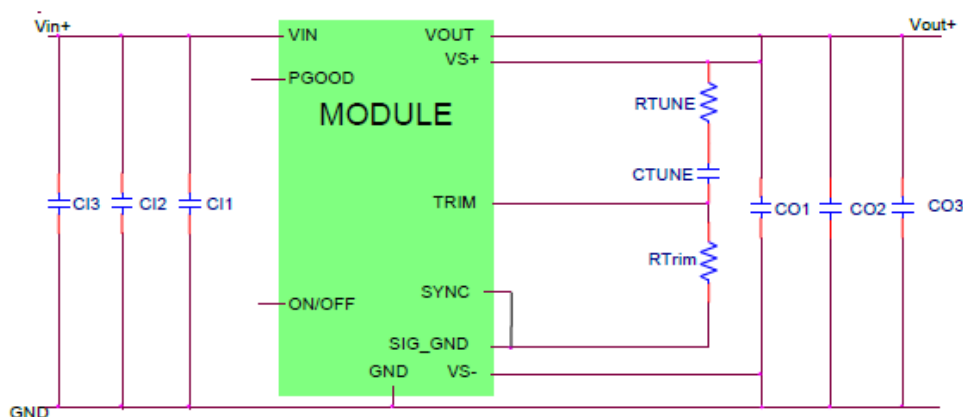 Vin+
Vout+
VIN
VOUT
VS+
PGOOD
MODULE
RTUNE
CTUNE
TRIM
CI3
CI2
CI1
CO1
CO2
CO3
RTrim
SYNC
ON/OFF
SIG_GND
GND
VS-
GND